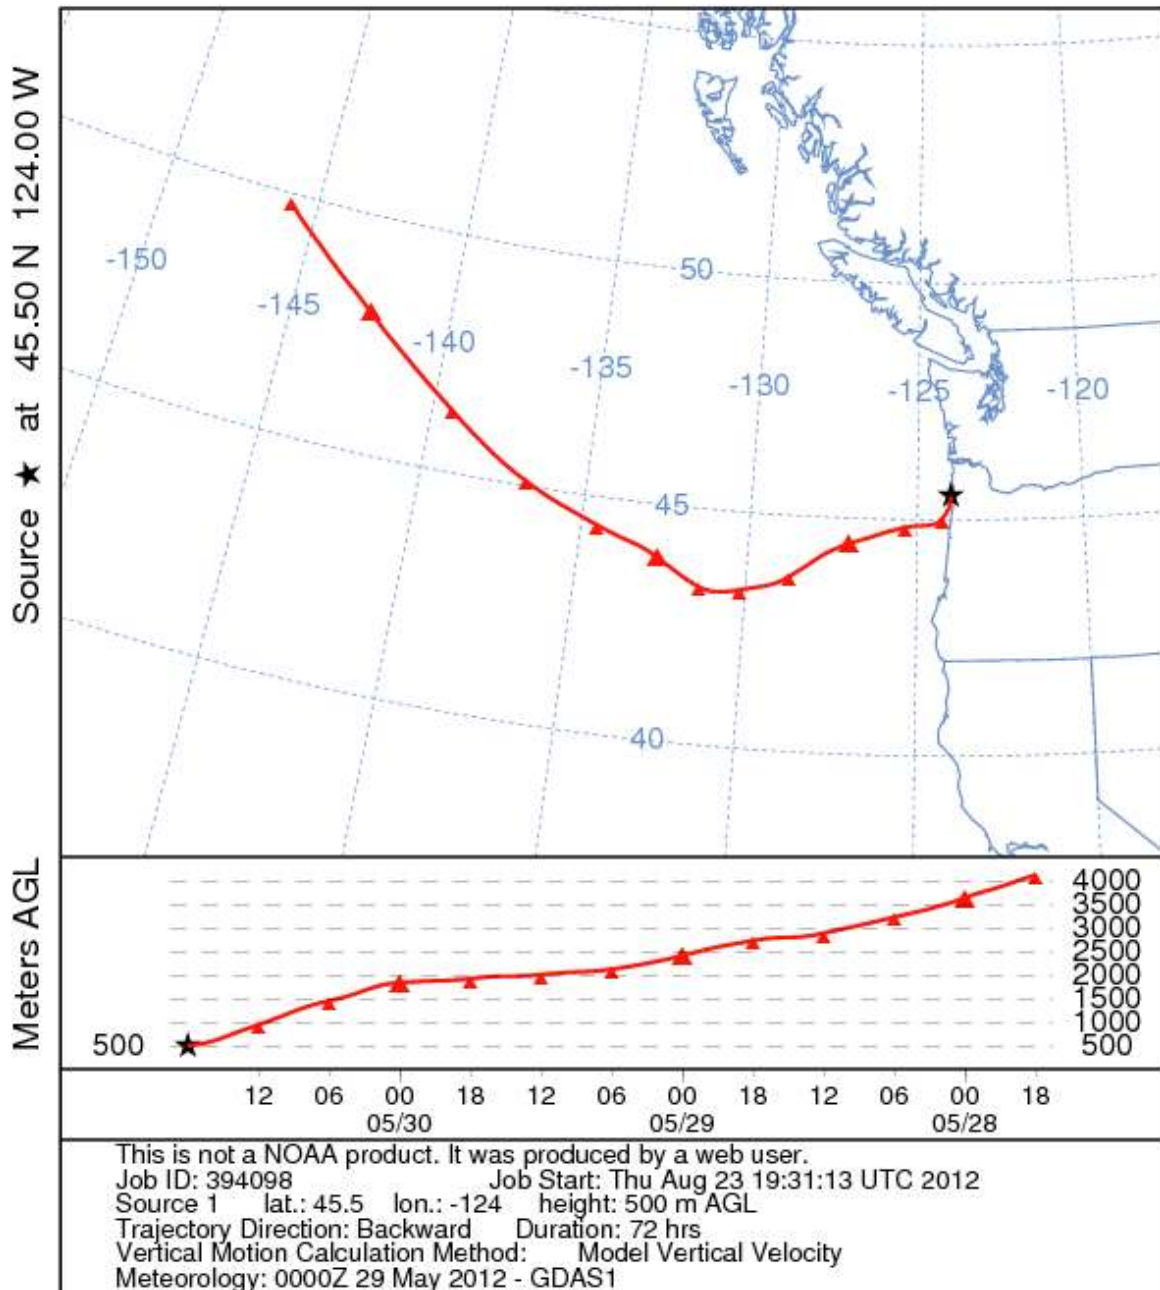 Source ★ at 45.50 N 124.00 W
-150
-145
-140
-135
-130
-125
-120
50
45
40
Meters AGL
4000
3500
3000
2500
2000
1500
1000
500
500
12 06 00 18 12 06 00 18 12 06 00 18
05/30 05/29 05/28
This is not a NOAA product. It was produced by a web user.
Job ID: 394098 Job Start: Thu Aug 23 19:31:13 UTC 2012
Source 1 lat.: 45.5 lon.: -124 height: 500 m AGL
Trajectory Direction: Backward Duration: 72 hrs
Vertical Motion Calculation Method: Model Vertical Velocity
Meteorology: 0000Z 29 May 2012 - GDAS1